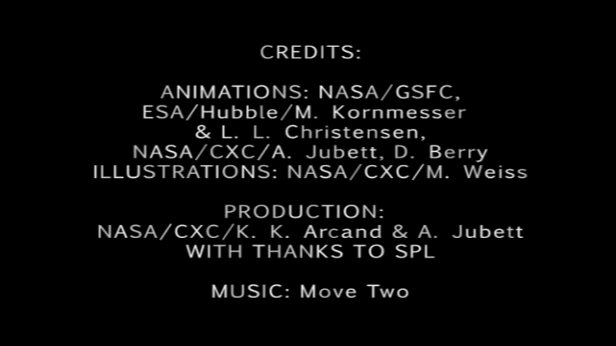 CREDITS:
ANIMATIONS: NASA/GSFC,
ESA/Hubble/M. Kornmesser
& L. L. Christensen,
NASA/CXC/A. Jubett, D. Berry
ILLUSTRATIONS: NASA/CXC/M. Weiss
PRODUCTION:
NASA/CXC/K. K. Arcand & A. Jubett
WITH THANKS TO SPL
MUSIC: Move Two